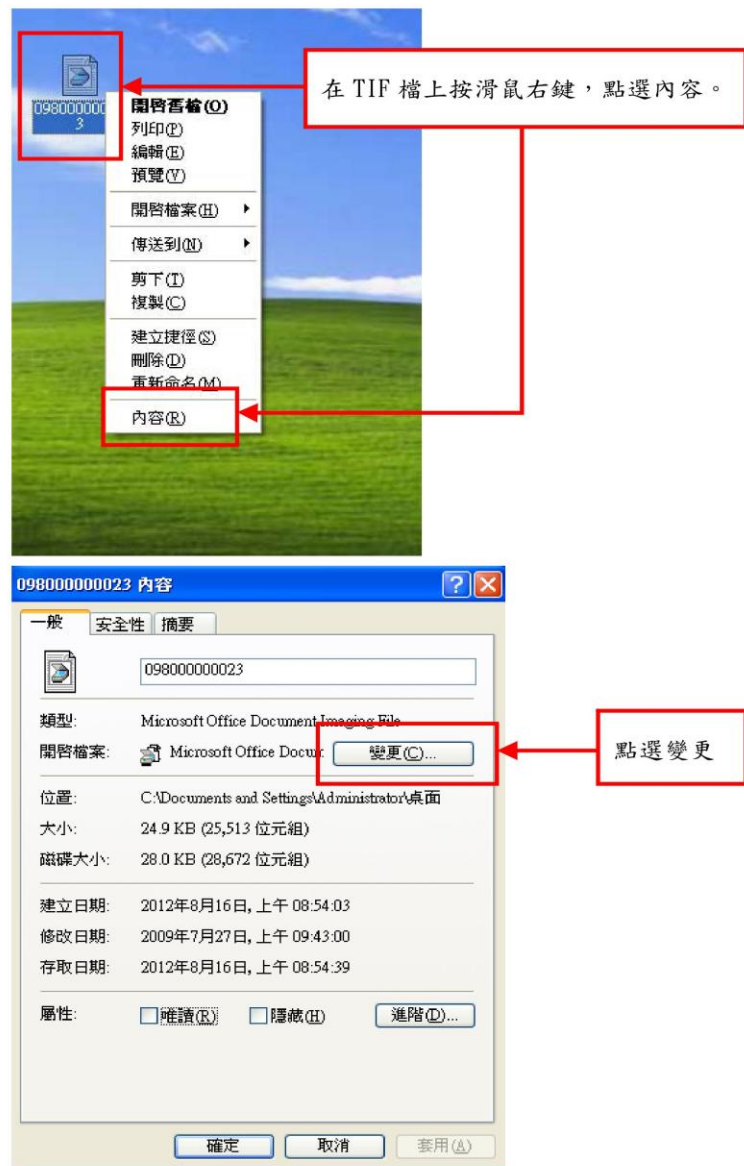 在 TIF 檔上按滑鼠右鍵，點選內容。
098000000
3
開啓舊檔(O)
列印(P)
編輯(E)
預覽(V)
開啓檔案(H)
傳送到(N)
剪下(T)
複製(C)
建立捷徑(S)
刪除(D)
重新命名(M)
內容(R)
098000000023 內容
一般 安全性 摘要
098000000023
類型: Microsoft Office Document Imaging File
開啓檔案: Microsoft Office Docum 變更(C)...
點選變更
位置: C:\Documents and Settings\Administrator\桌面
大小: 24.9 KB (25,513 位元組)
磁碟大小: 28.0 KB (28,672 位元組)
建立日期: 2012年8月16日, 上午 08:54:03
修改日期: 2009年7月27日, 上午 09:43:00
存取日期: 2012年8月16日, 上午 08:54:39
屬性: 唯讀(R) 隱藏(H) 進階(D)...
確定 取消 套用(A)